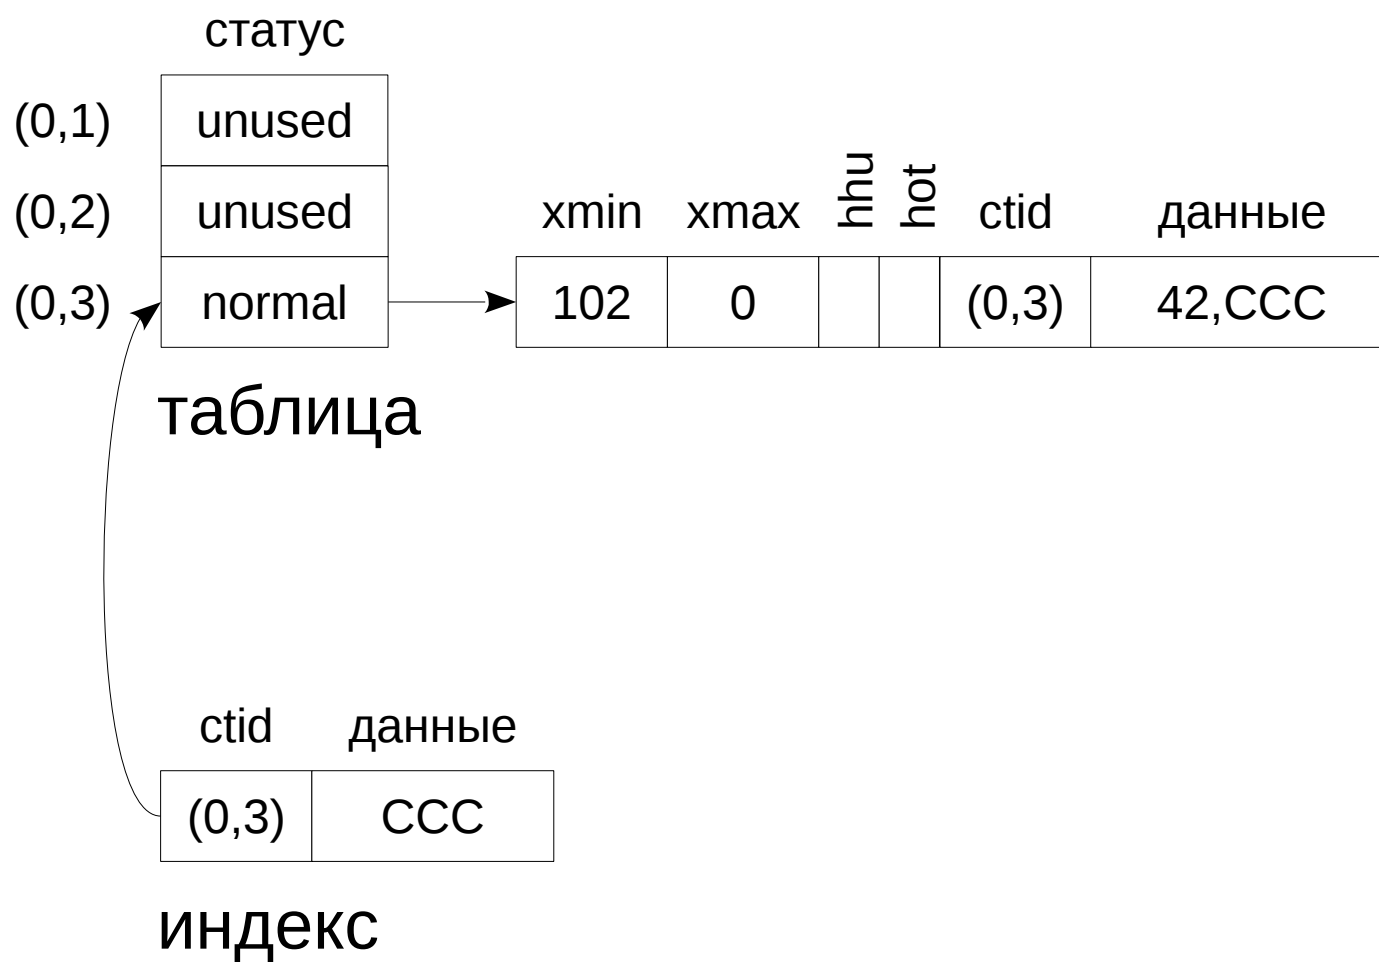 статус
(0,1) unused
(0,2) unused
xmin xmax hhu hot ctid данные
(0,3) normal 102 0 (0,3) 42,CCC
таблица
ctid данные
(0,3) CCC
индекс